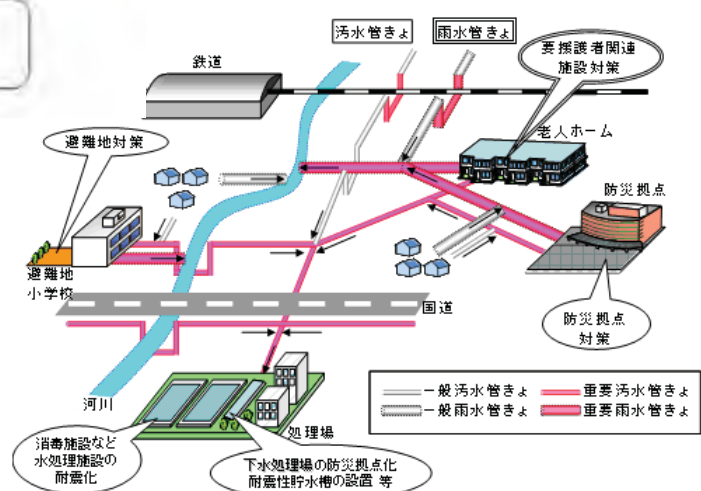 汚水管きょ
雨水管きょ
要援護者関連
施設対策
鉄道
避難地対策
老人ホーム
防災拠点
避難地
小学校
国道
防災拠点
対策
河川
処理場
一般汚水管きょ
重要汚水管きょ
一般雨水管きょ
重要雨水管きょ
消毒施設など
水処理施設の
耐震化
下水処理場の防災拠点化
耐震性貯水槽の設置 等